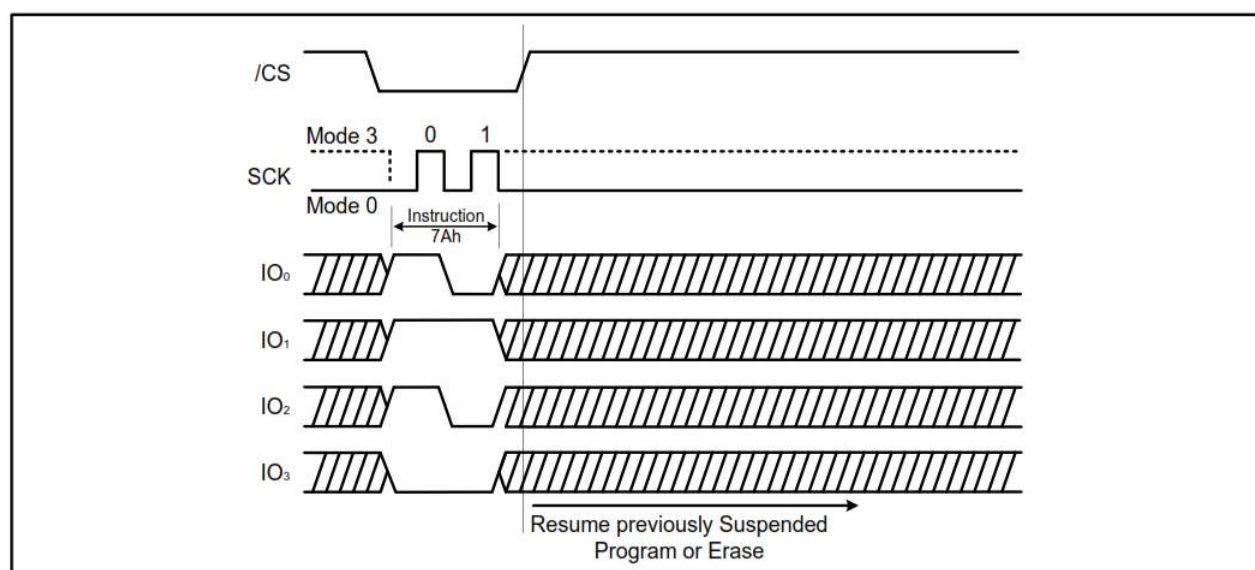 /CS
Mode 3 0 1
SCK
Mode 0
Instruction
7Ah
IO₀
IO₁
IO₂
IO₃
Resume previously Suspended
Program or Erase